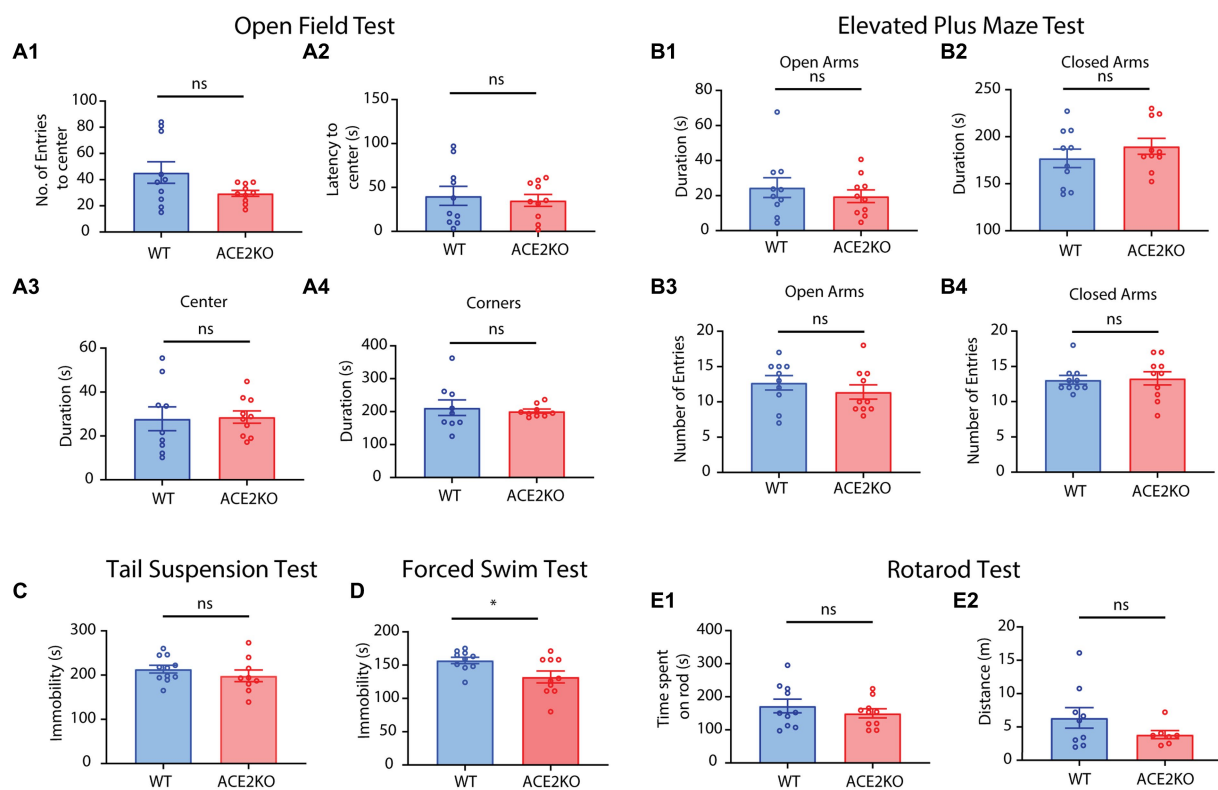 Open Field Test
Elevated Plus Maze Test
A1
ns
No. of Entries
to center
100
80
60
40
20
0
WT
ACE2KO
A2
ns
Latency to
center (s)
150
100
50
0
WT
ACE2KO
B1
Open Arms
ns
Duration (s)
80
60
40
20
0
WT
ACE2KO
B2
Closed Arms
ns
Duration (s)
250
200
150
100
WT
ACE2KO
A3
Center
ns
Duration (s)
60
40
20
0
WT
ACE2KO
A4
Corners
ns
Duration (s)
400
300
200
100
0
WT
ACE2KO
B3
Open Arms
ns
Number of Entries
20
15
10
5
0
WT
ACE2KO
B4
Closed Arms
ns
Number of Entries
20
15
10
5
0
WT
ACE2KO
Tail Suspension Test
C
ns
Immobility (s)
300
200
100
0
WT
ACE2KO
Forced Swim Test
D
*
Immobility (s)
150
100
50
0
WT
ACE2KO
Rotarod Test
E1
ns
Time spent
on rod (s)
400
300
200
100
0
WT
ACE2KO
E2
ns
Distance (m)
20
15
10
5
0
WT
ACE2KO